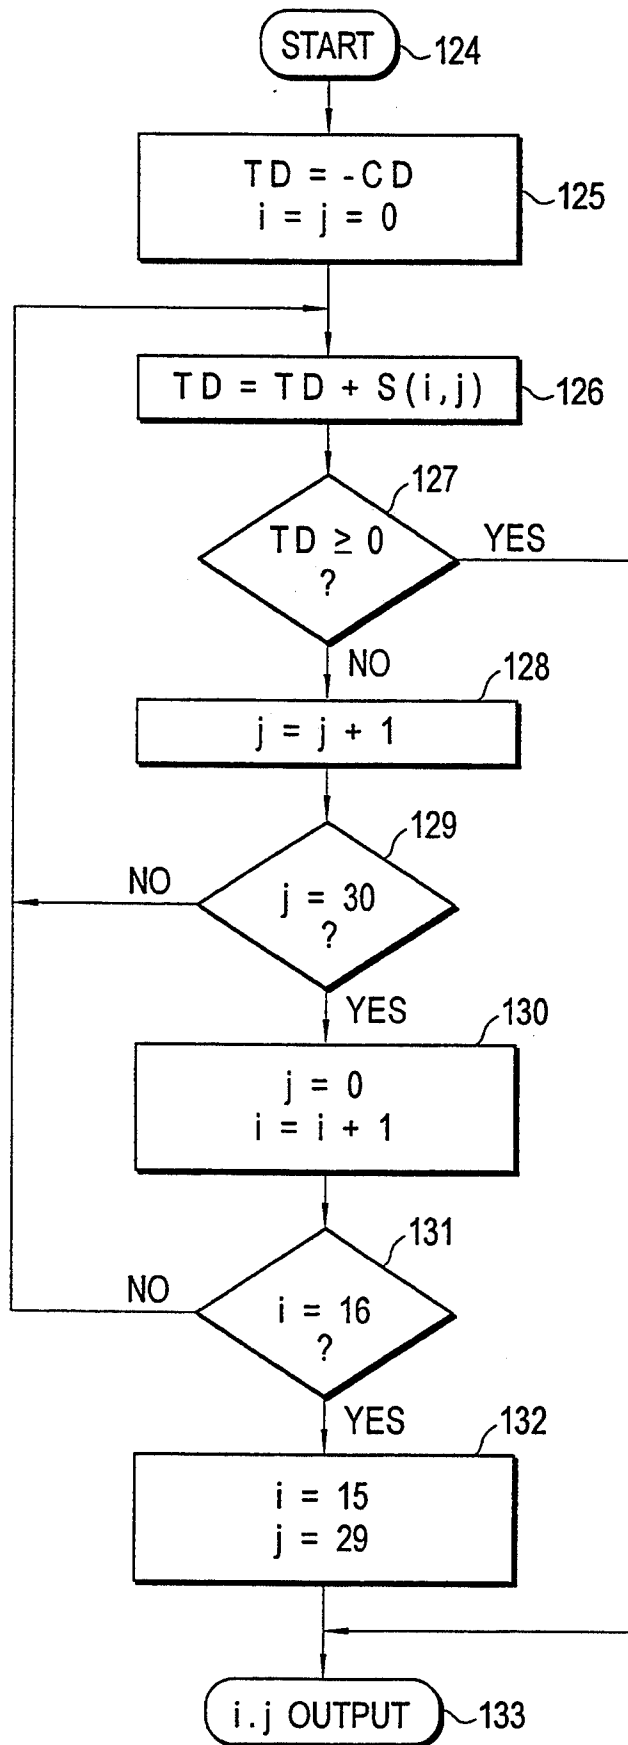 START
124
TD = -CD
i = j = 0
125
TD = TD + S(i,j)
126
127
TD ≥ 0
?
YES
NO
128
j = j + 1
129
NO
j = 30
?
YES
130
j = 0
i = i + 1
131
NO
i = 16
?
YES
132
i = 15
j = 29
i.j OUTPUT
133